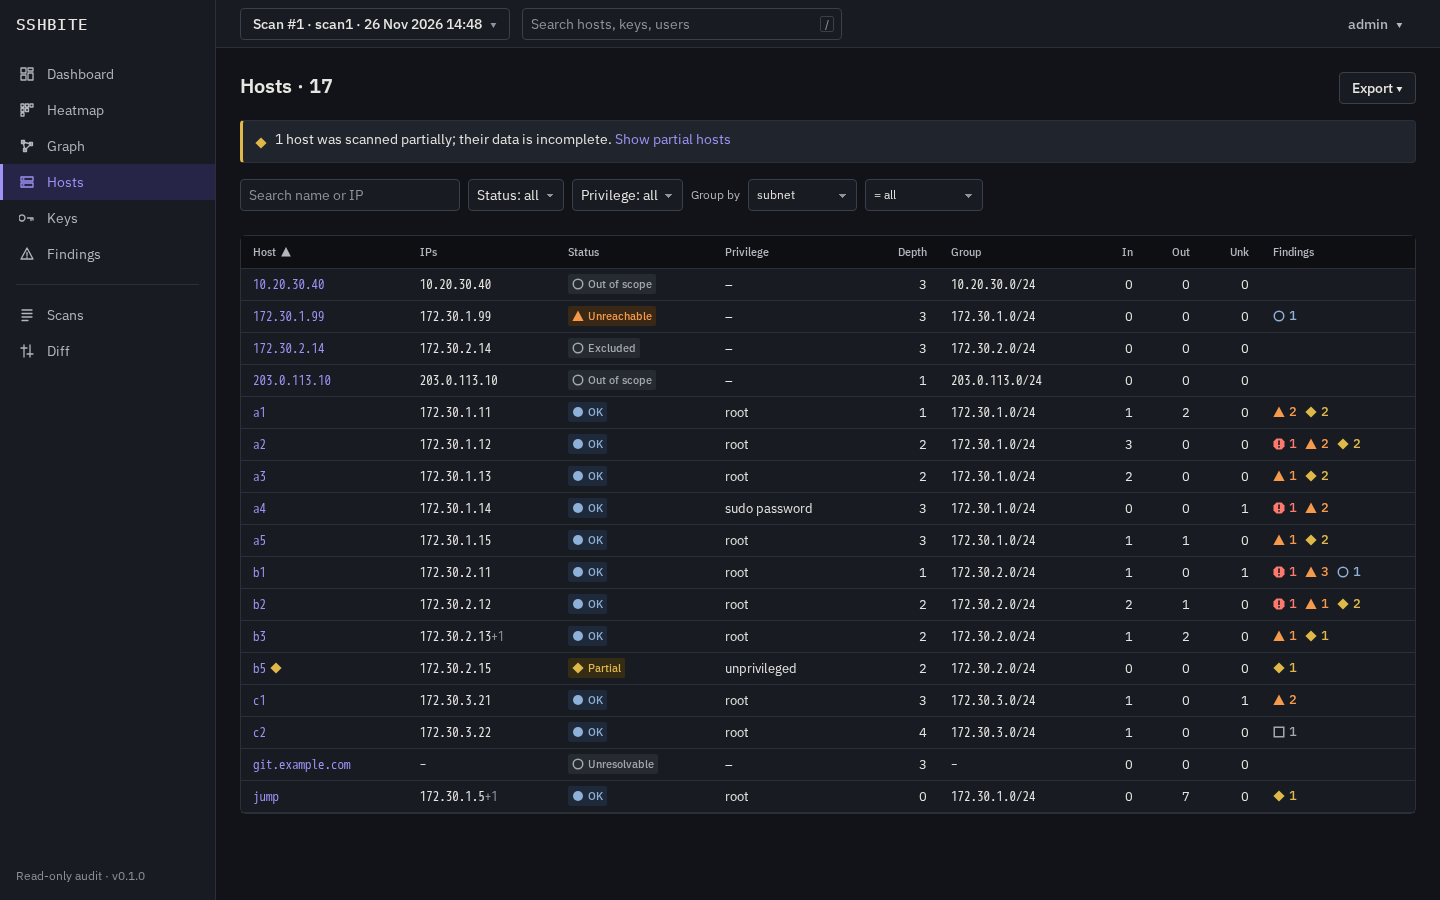 SSHBITE
Scan #1 · scan1 · 26 Nov 2026 14:48 ▾
Search hosts, keys, users /
admin ▾
Dashboard
Heatmap
Graph
Hosts
Keys
Findings
Scans
Diff
Read-only audit · v0.1.0
Hosts · 17
Export ▾
1 host was scanned partially; their data is incomplete. Show partial hosts
Search name or IP Status: all Privilege: all Group by subnet = all
Host ▲ IPs Status Privilege Depth Group In Out Unk Findings
10.20.30.40 10.20.30.40 Out of scope — 3 10.20.30.0/24 0 0 0
172.30.1.99 172.30.1.99 Unreachable — 3 172.30.1.0/24 0 0 0 1
172.30.2.14 172.30.2.14 Excluded — 3 172.30.2.0/24 0 0 0
203.0.113.10 203.0.113.10 Out of scope — 1 203.0.113.0/24 0 0 0
a1 172.30.1.11 OK root 1 172.30.1.0/24 1 2 0 2 2
a2 172.30.1.12 OK root 2 172.30.1.0/24 3 0 0 1 2 2
a3 172.30.1.13 OK root 2 172.30.1.0/24 2 0 0 1 2
a4 172.30.1.14 OK sudo password 3 172.30.1.0/24 0 0 1 1 2
a5 172.30.1.15 OK root 3 172.30.1.0/24 1 1 0 1 2
b1 172.30.2.11 OK root 1 172.30.2.0/24 1 0 1 1 3 1
b2 172.30.2.12 OK root 2 172.30.2.0/24 2 1 0 1 1 2
b3 172.30.2.13+1 OK root 2 172.30.2.0/24 1 2 0 1 1
b5 172.30.2.15 Partial unprivileged 2 172.30.2.0/24 0 0 0 1
c1 172.30.3.21 OK root 3 172.30.3.0/24 1 0 1 2
c2 172.30.3.22 OK root 4 172.30.3.0/24 1 0 0 1
git.example.com — Unresolvable — 3 — 0 0 0
jump 172.30.1.5+1 OK root 0 172.30.1.0/24 0 7 0 1